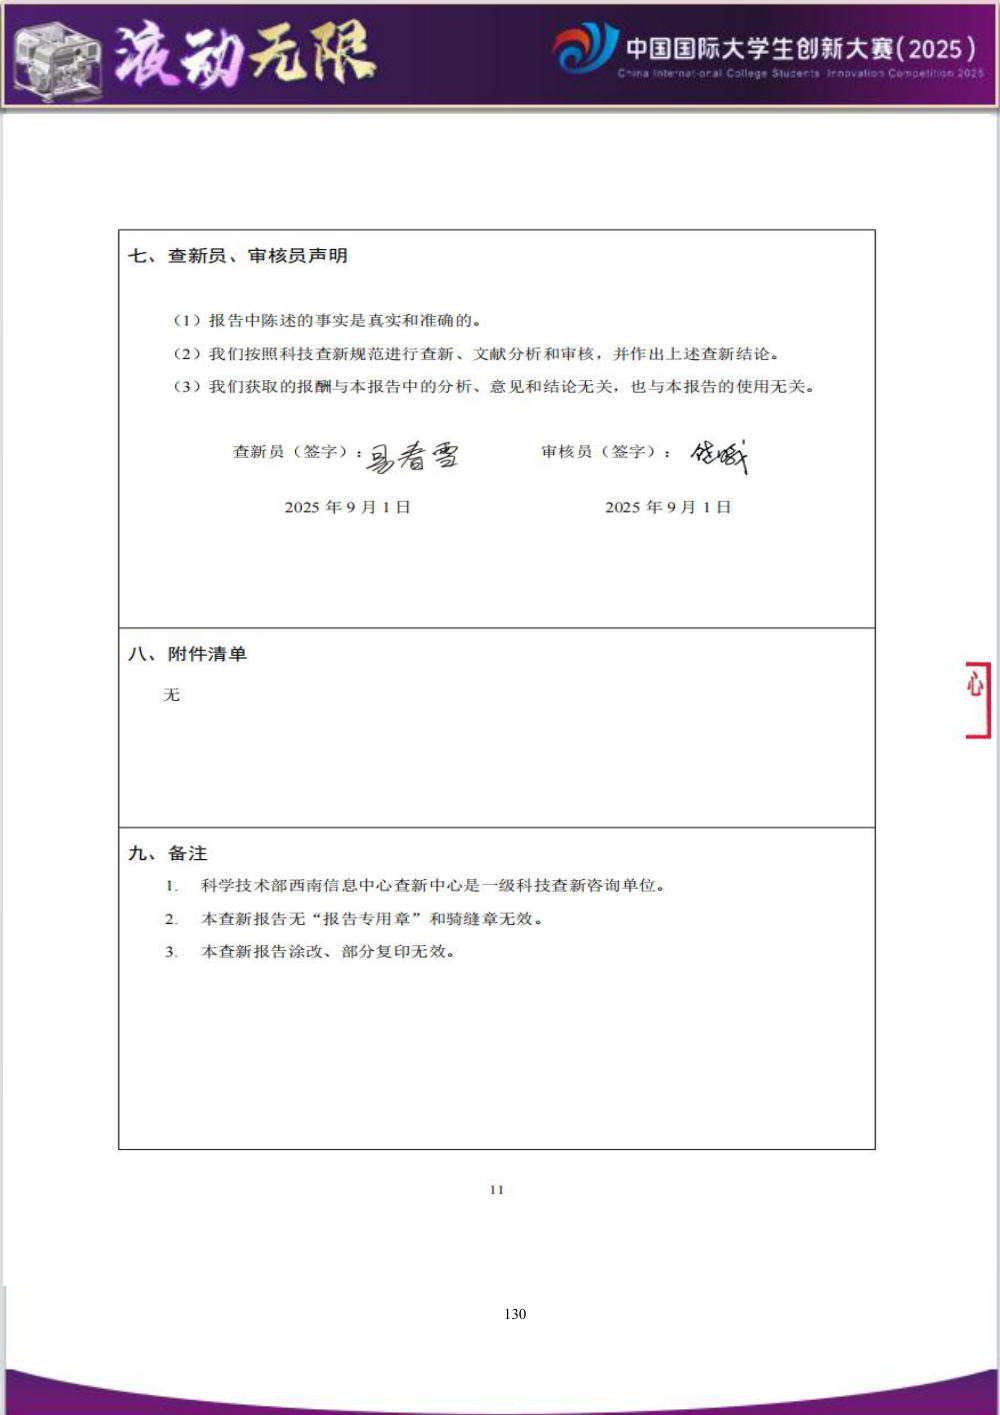 液动无限
中国国际大学生创新大赛(2025)
China International College Students' Innovation Competition 2025
七、查新员、审核员声明
（1）报告中陈述的事实是真实和准确的。
（2）我们按照科技查新规范进行查新、文献分析和审核，并作出上述查新结论。
（3）我们获取的报酬与本报告中的分析、意见和结论无关，也与本报告的使用无关。
查新员（签字）：易春雪 审核员（签字）：
2025 年 9 月 1 日 2025 年 9 月 1 日
八、附件清单
无
心
九、备注
1. 科学技术部西南信息中心查新中心是一级科技查新咨询单位。
2. 本查新报告无“报告专用章”和骑缝章无效。
3. 本查新报告涂改、部分复印无效。
11
130